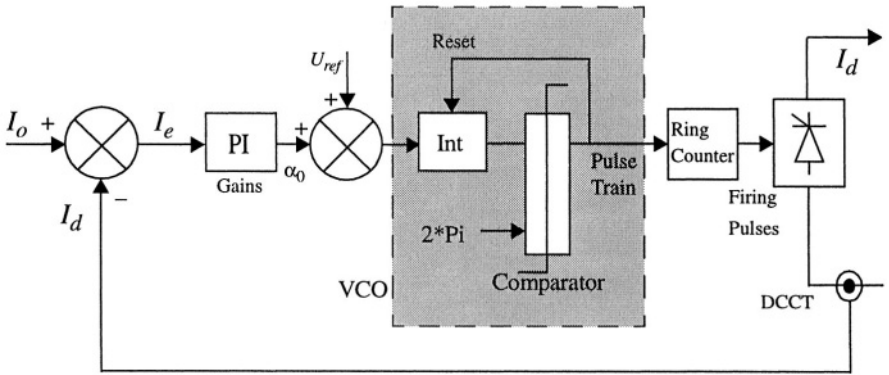 I_o +
I_e
PI
Gains
+
α_0
U_ref
+
Reset
Int
2*Pi
Comparator
VCO
Pulse
Train
Ring
Counter
Firing
Pulses
I_d
DCCT
I_d
−